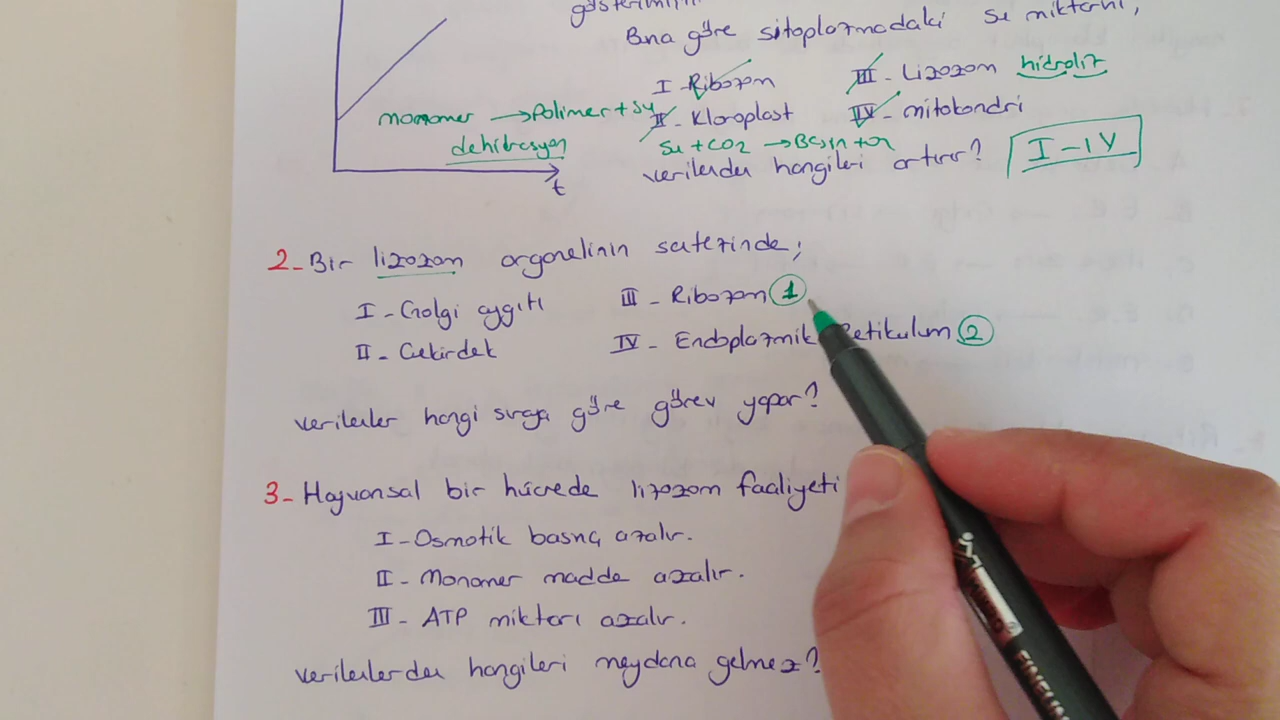 Buna göre sitoplazmadaki su miktarını,
I - Ribozom
III - Lizozom hidroliz
monomer → Polimer + su
II - Kloroplast
IV - mitokondri
dehidrasyon
su + CO2 → Besin + O2
verilerden hangileri artırır?
I - IV
t
2- Bir lizozom organelinin sentezinde;
I - Golgi aygıtı
III - Ribozom 1
II - Çekirdek
IV - Endoplazmik Retikulum 2
verilenler hangi sıraya göre görev yapar?
3- Hayvansal bir hücrede lizozom faaliyeti
I - Osmotik basınç azalır.
II - Monomer madde azalır.
III - ATP miktarı azalır.
verilenlerden hangileri meydana gelmez?